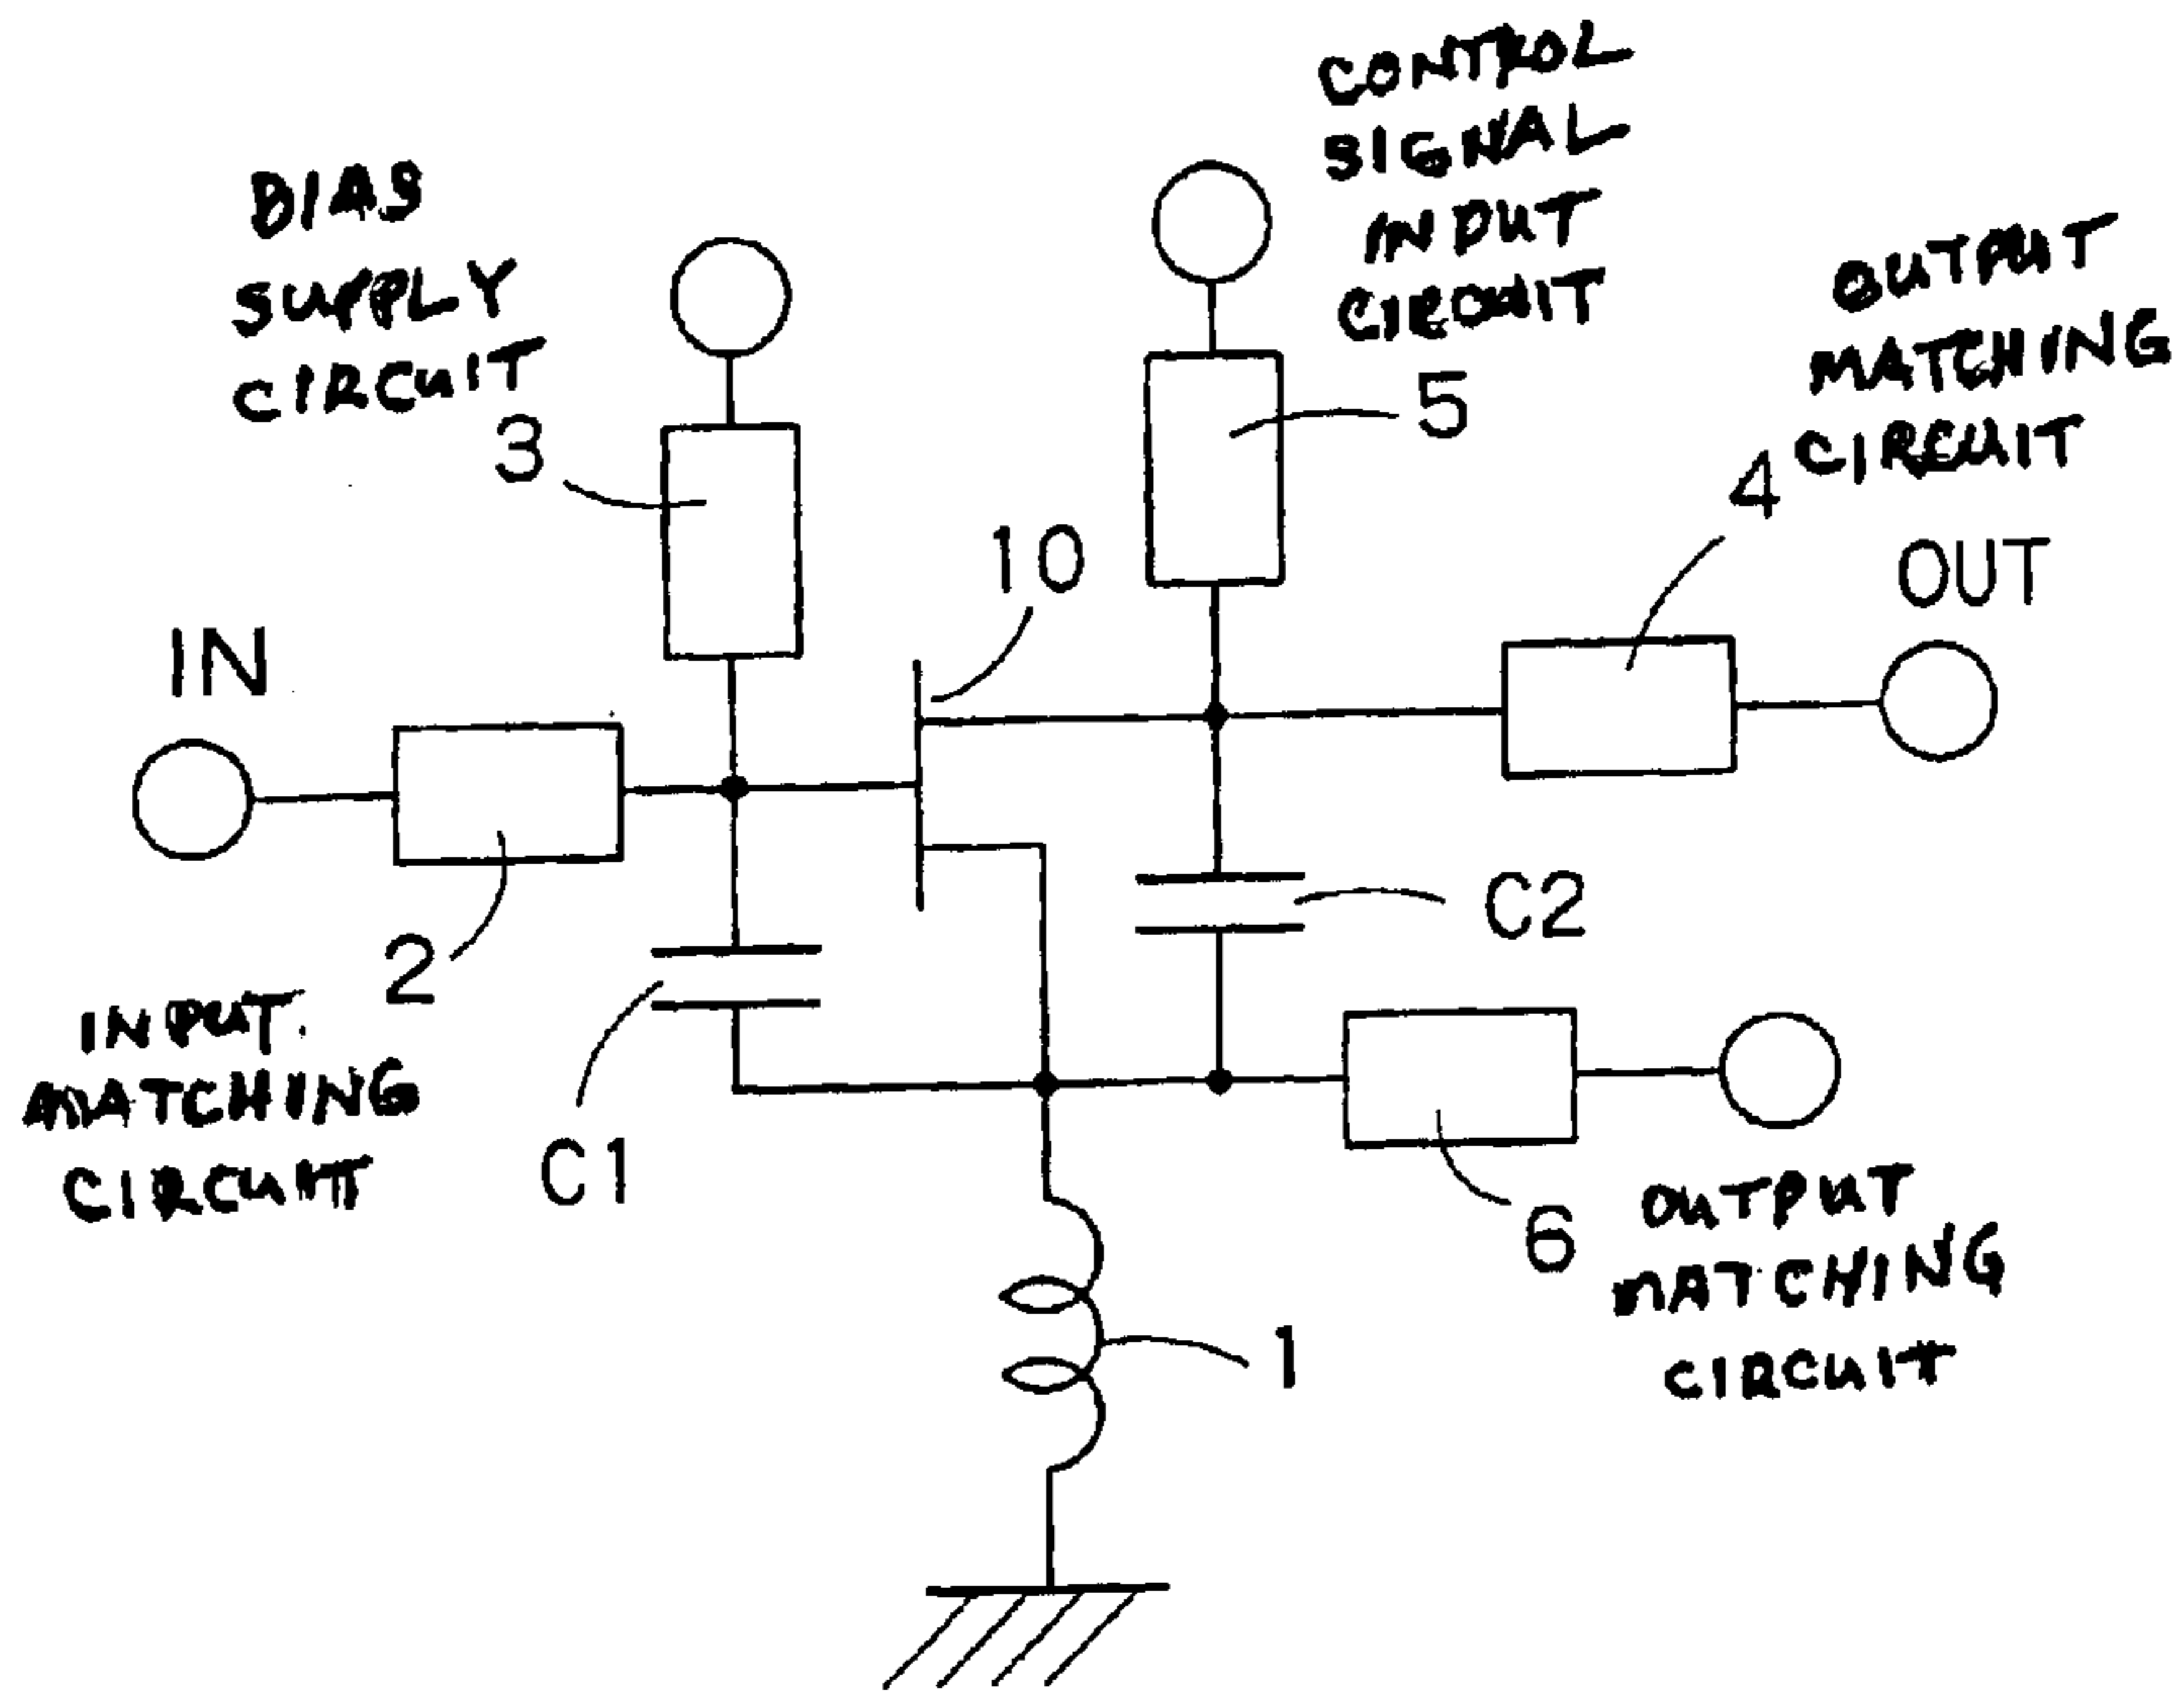 BIAS
SUPPLY
CIRCUIT
3
CONTROL
SIGNAL
INPUT
CIRCUIT
5
OUTPUT
MATCHING
CIRCUIT
4
OUT
10
IN
2
INPUT
MATCHING
CIRCUIT
C1
C2
6
OUTPUT
MATCHING
CIRCUIT
1